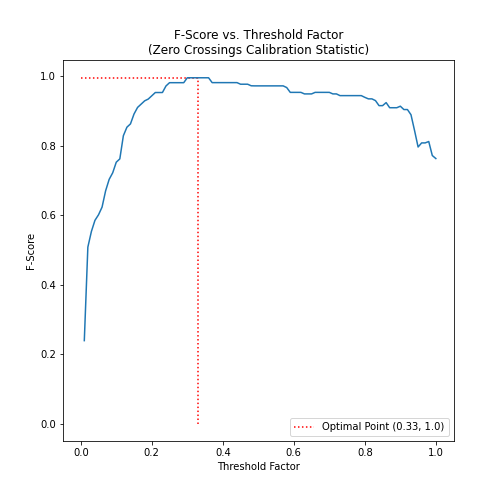 F-Score vs. Threshold Factor
(Zero Crossings Calibration Statistic)
1.0
0.8
0.6
0.4
0.2
0.0
F-Score
0.0 0.2 0.4 0.6 0.8 1.0
Threshold Factor
Optimal Point (0.33, 1.0)